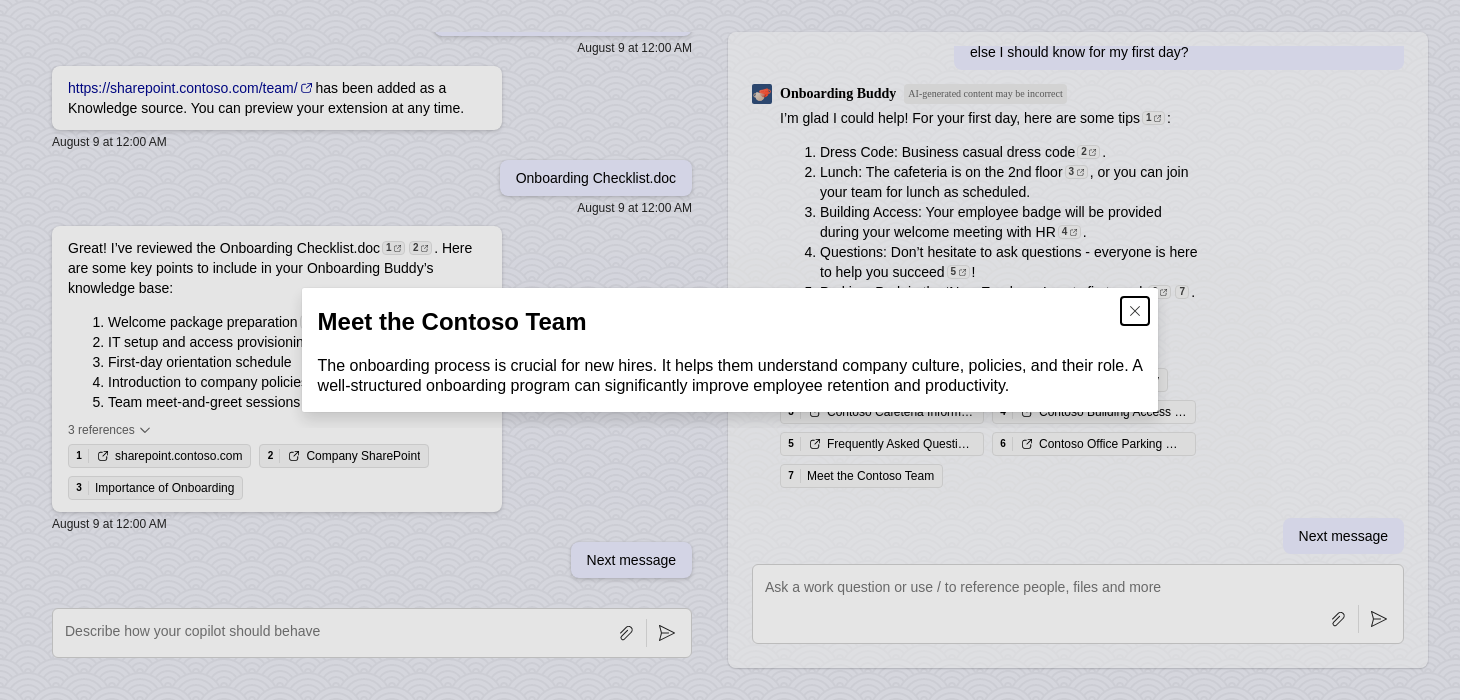 August 9 at 12:00 AM
https://sharepoint.contoso.com/team/ has been added as a
Knowledge source. You can preview your extension at any time.
August 9 at 12:00 AM
Onboarding Checklist.doc
August 9 at 12:00 AM
Great! I've reviewed the Onboarding Checklist.doc 1 2 . Here
are some key points to include in your Onboarding Buddy's
knowledge base:
1. Welcome package preparation
2. IT setup and access provisionin
3. First-day orientation schedule
4. Introduction to company policies
5. Team meet-and-greet sessions
3 references
1 sharepoint.contoso.com 2 Company SharePoint
3 Importance of Onboarding
August 9 at 12:00 AM
Next message
Describe how your copilot should behave
Meet the Contoso Team
The onboarding process is crucial for new hires. It helps them understand company culture, policies, and their role. A
well-structured onboarding program can significantly improve employee retention and productivity.
else I should know for my first day?
Onboarding Buddy AI-generated content may be incorrect
I'm glad I could help! For your first day, here are some tips 1 :
1. Dress Code: Business casual dress code 2 .
2. Lunch: The cafeteria is on the 2nd floor 3 , or you can join
your team for lunch as scheduled.
3. Building Access: Your employee badge will be provided
during your welcome meeting with HR 4 .
4. Questions: Don't hesitate to ask questions - everyone is here
to help you succeed 5 !
7 .
3 Contoso Cafeteria Inform… 4 Contoso Building Access …
5 Frequently Asked Questi… 6 Contoso Office Parking …
7 Meet the Contoso Team
Next message
Ask a work question or use / to reference people, files and more